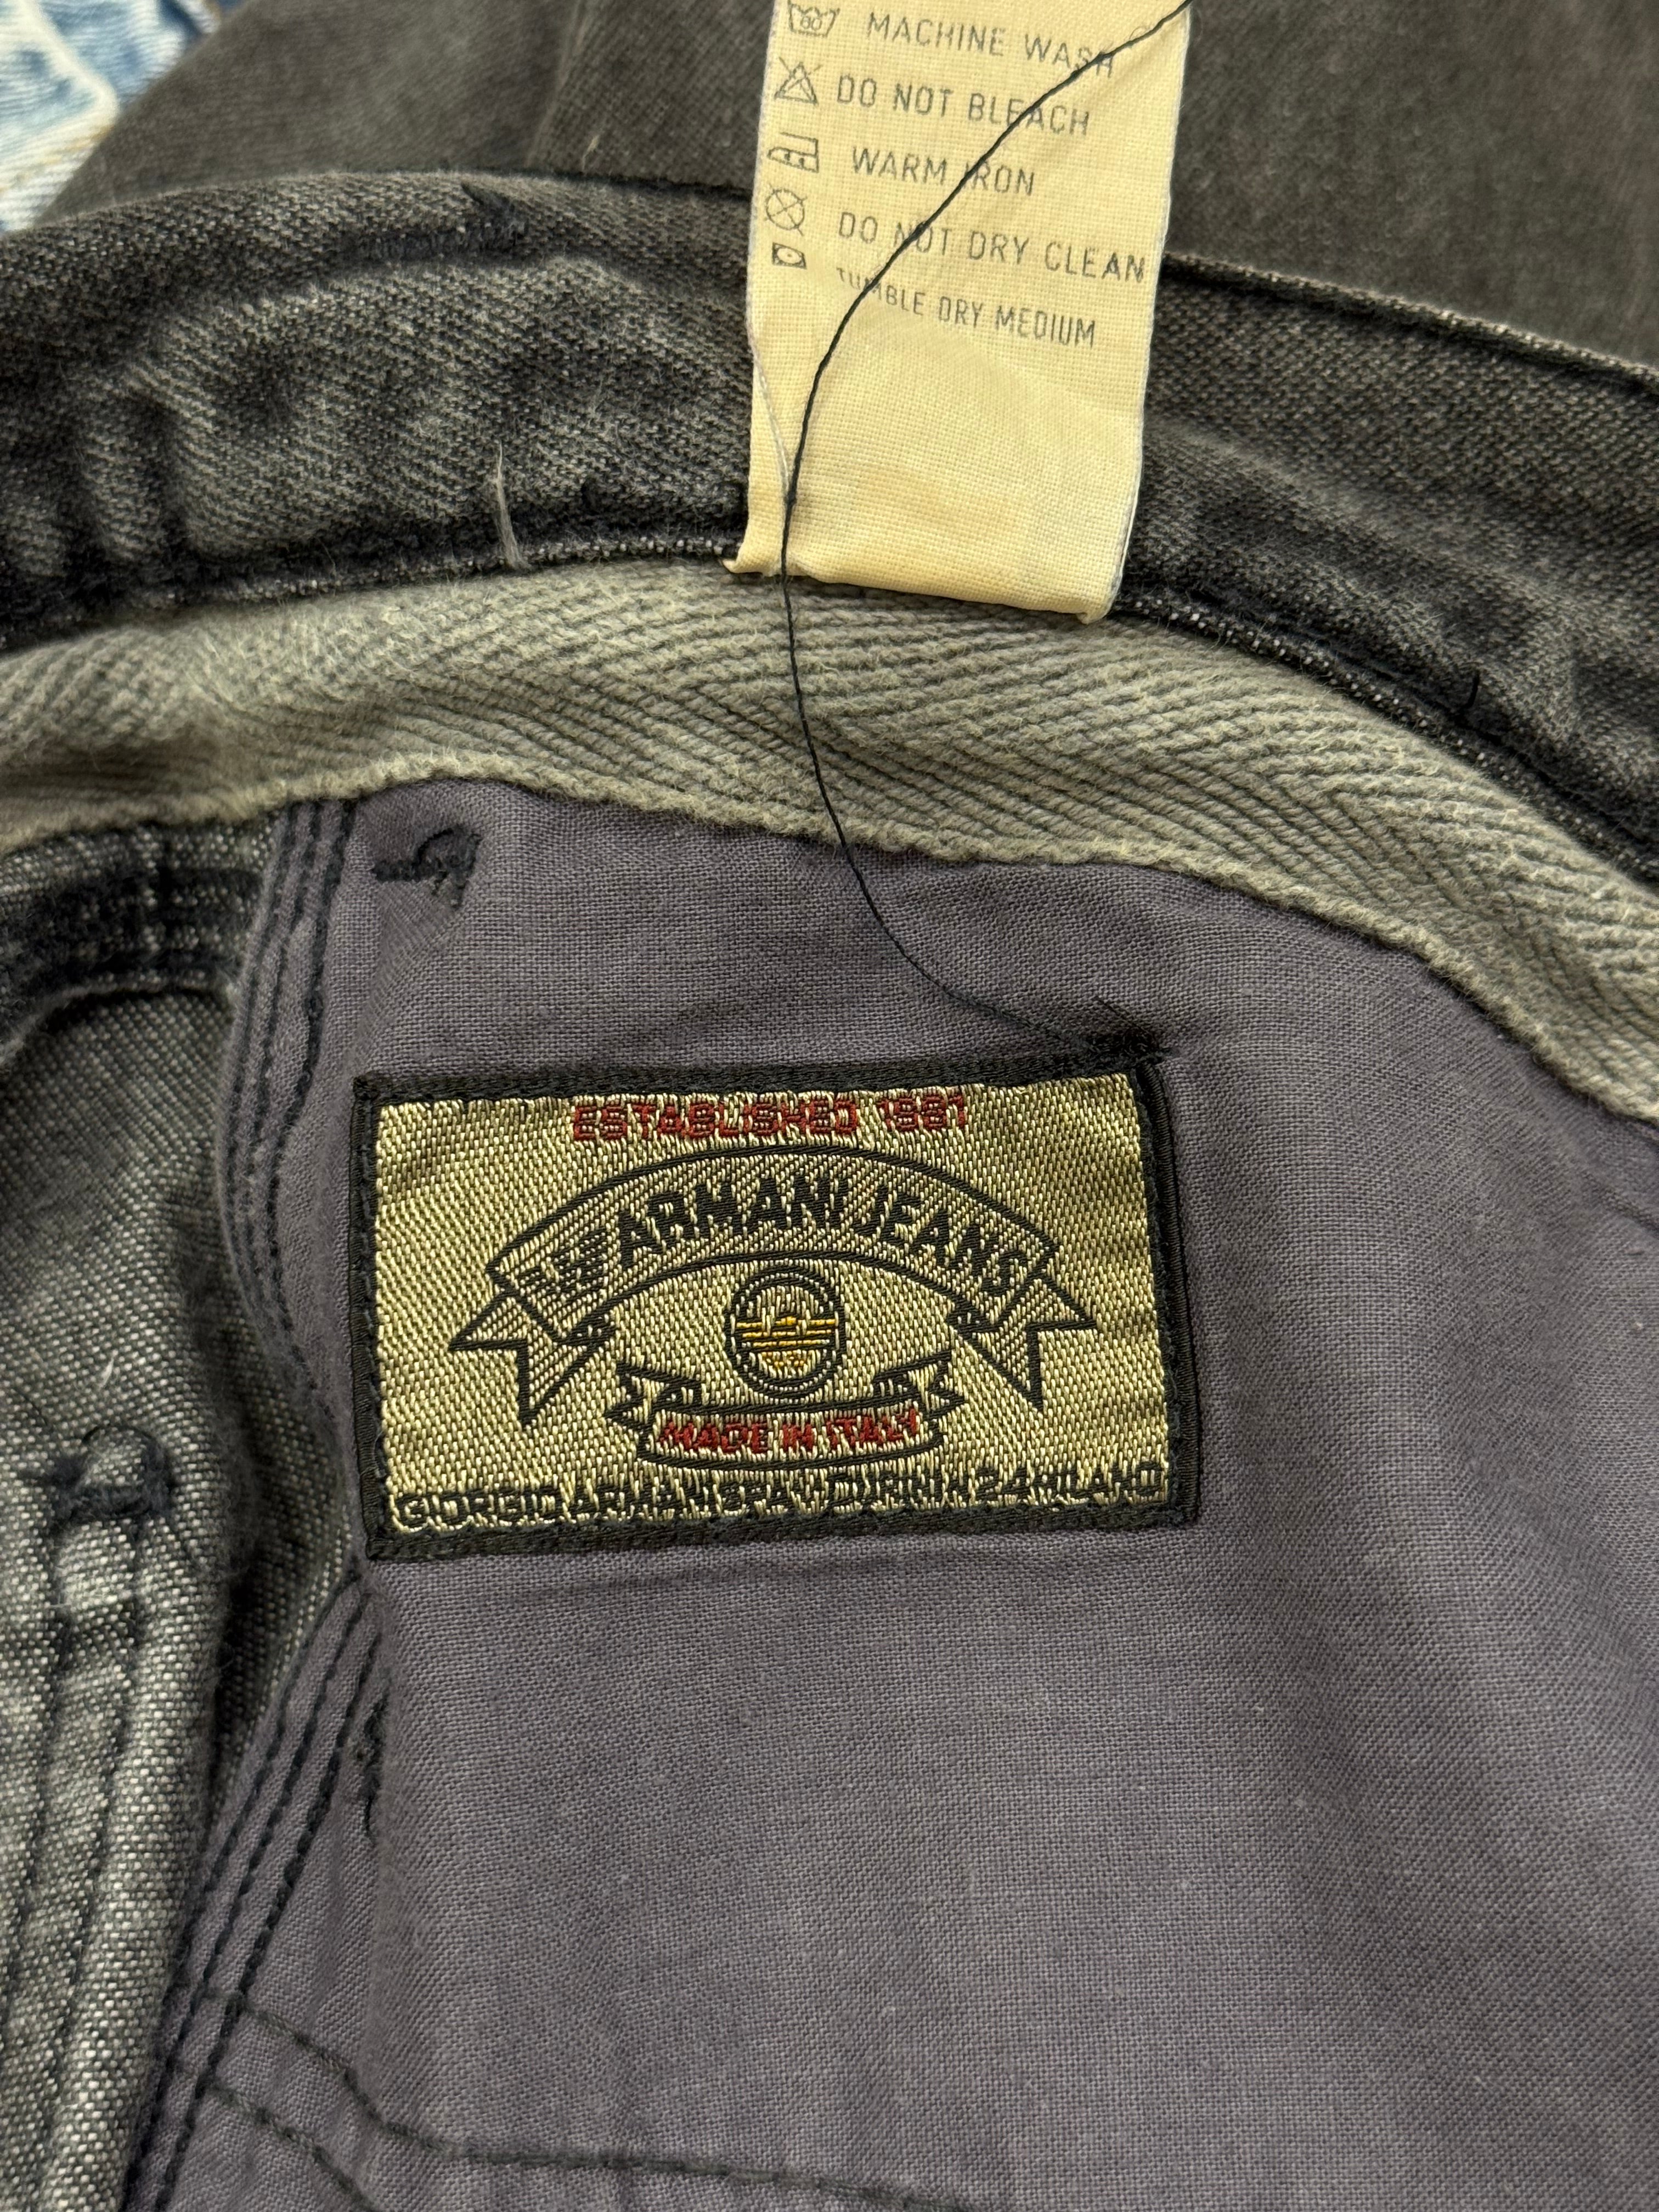 60
MACHINE WASH
DO NOT BLEACH
WARM IRON
DO NOT DRY CLEAN
TUMBLE DRY MEDIUM
ESTABLISHED 1981
ARMANI JEANS
MADE IN ITALY
GIORGIO ARMANI SPA V. DURINI N 24 MILANO